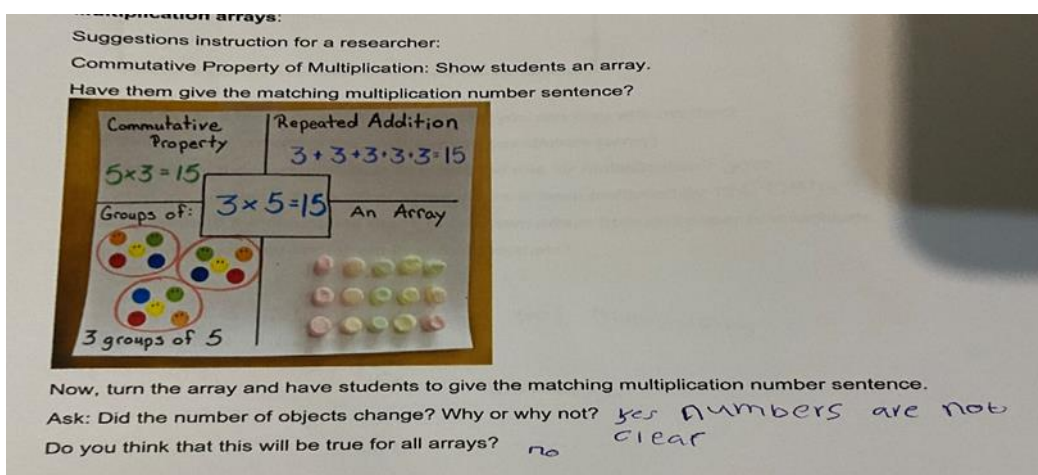 Multiplication arrays:
Suggestions instruction for a researcher:
Commutative Property of Multiplication: Show students an array.
Have them give the matching multiplication number sentence?
Commutative Property
5×3=15
Repeated Addition
3+3+3+3+3=15
3×5=15
Groups of:
3 groups of 5
An Array
Now, turn the array and have students to give the matching multiplication number sentence.
Ask: Did the number of objects change? Why or why not? yes numbers are not
clear
Do you think that this will be true for all arrays? no